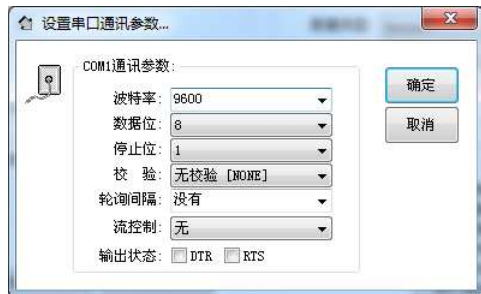 设置串口通讯参数...
COM1通讯参数:
波特率: 9600
数据位: 8
停止位: 1
校 验: 无校验 [NONE]
轮询间隔: 没有
流控制: 无
输出状态: DTR RTS
确定
取消